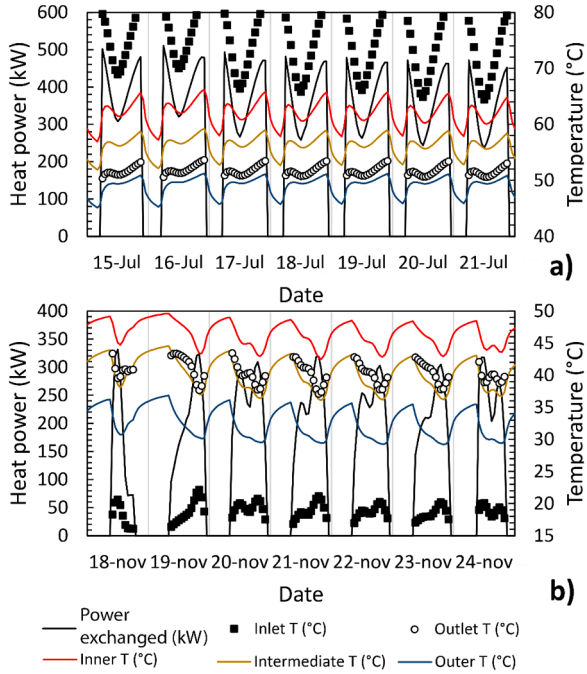 600
500
400
300
200
100
0
Heat power (kW)
80
70
60
50
40
Temperature (°C)
15-Jul 16-Jul 17-Jul 18-Jul 19-Jul 20-Jul 21-Jul
Date
a)
400
350
300
250
200
150
100
50
0
Heat power (kW)
50
45
40
35
30
25
20
15
Temperature (°C)
18-nov 19-nov 20-nov 21-nov 22-nov 23-nov 24-nov
Date
b)
Power
exchanged (kW)
Inlet T (°C)
Outlet T (°C)
Inner T (°C)
Intermediate T (°C)
Outer T (°C)